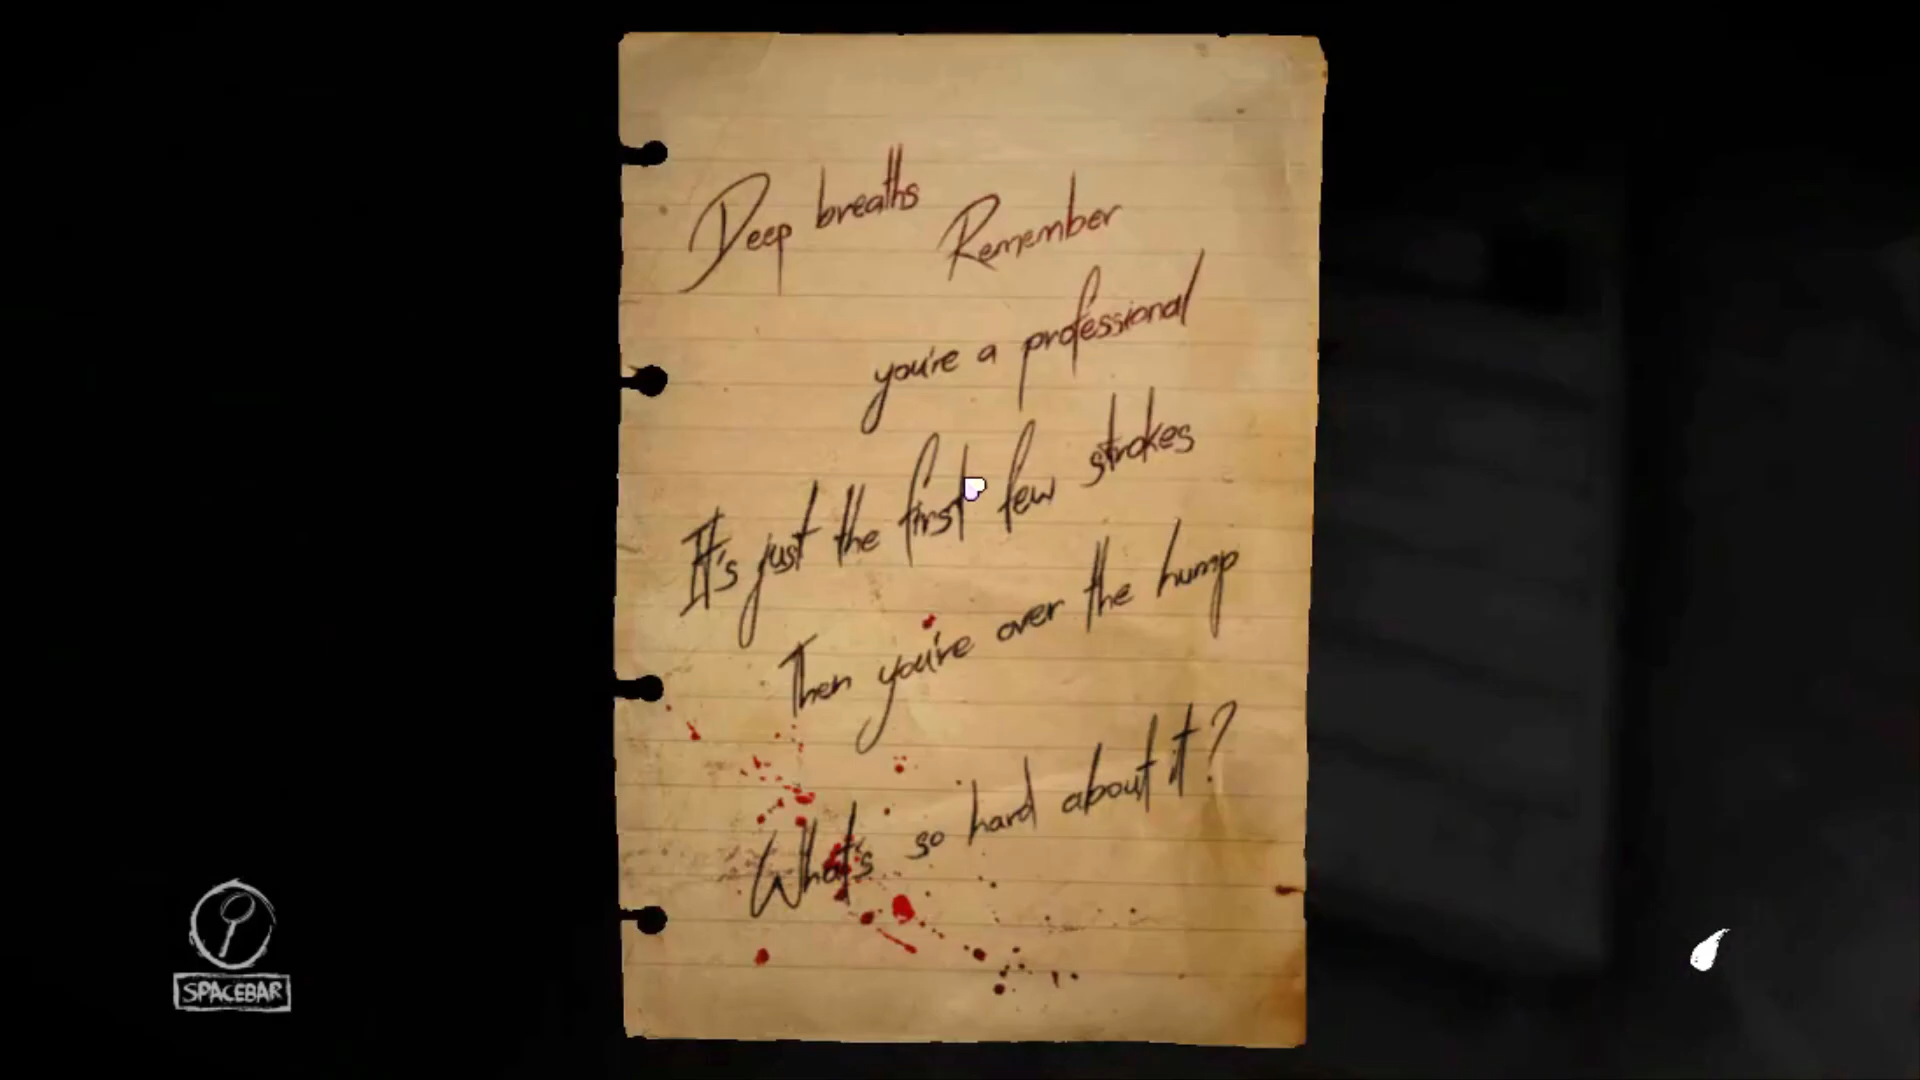 Deep breaths
Remember
you're a professional
It's just the first few strokes
Then you're over the hump
What's so hard about it?
SPACEBAR